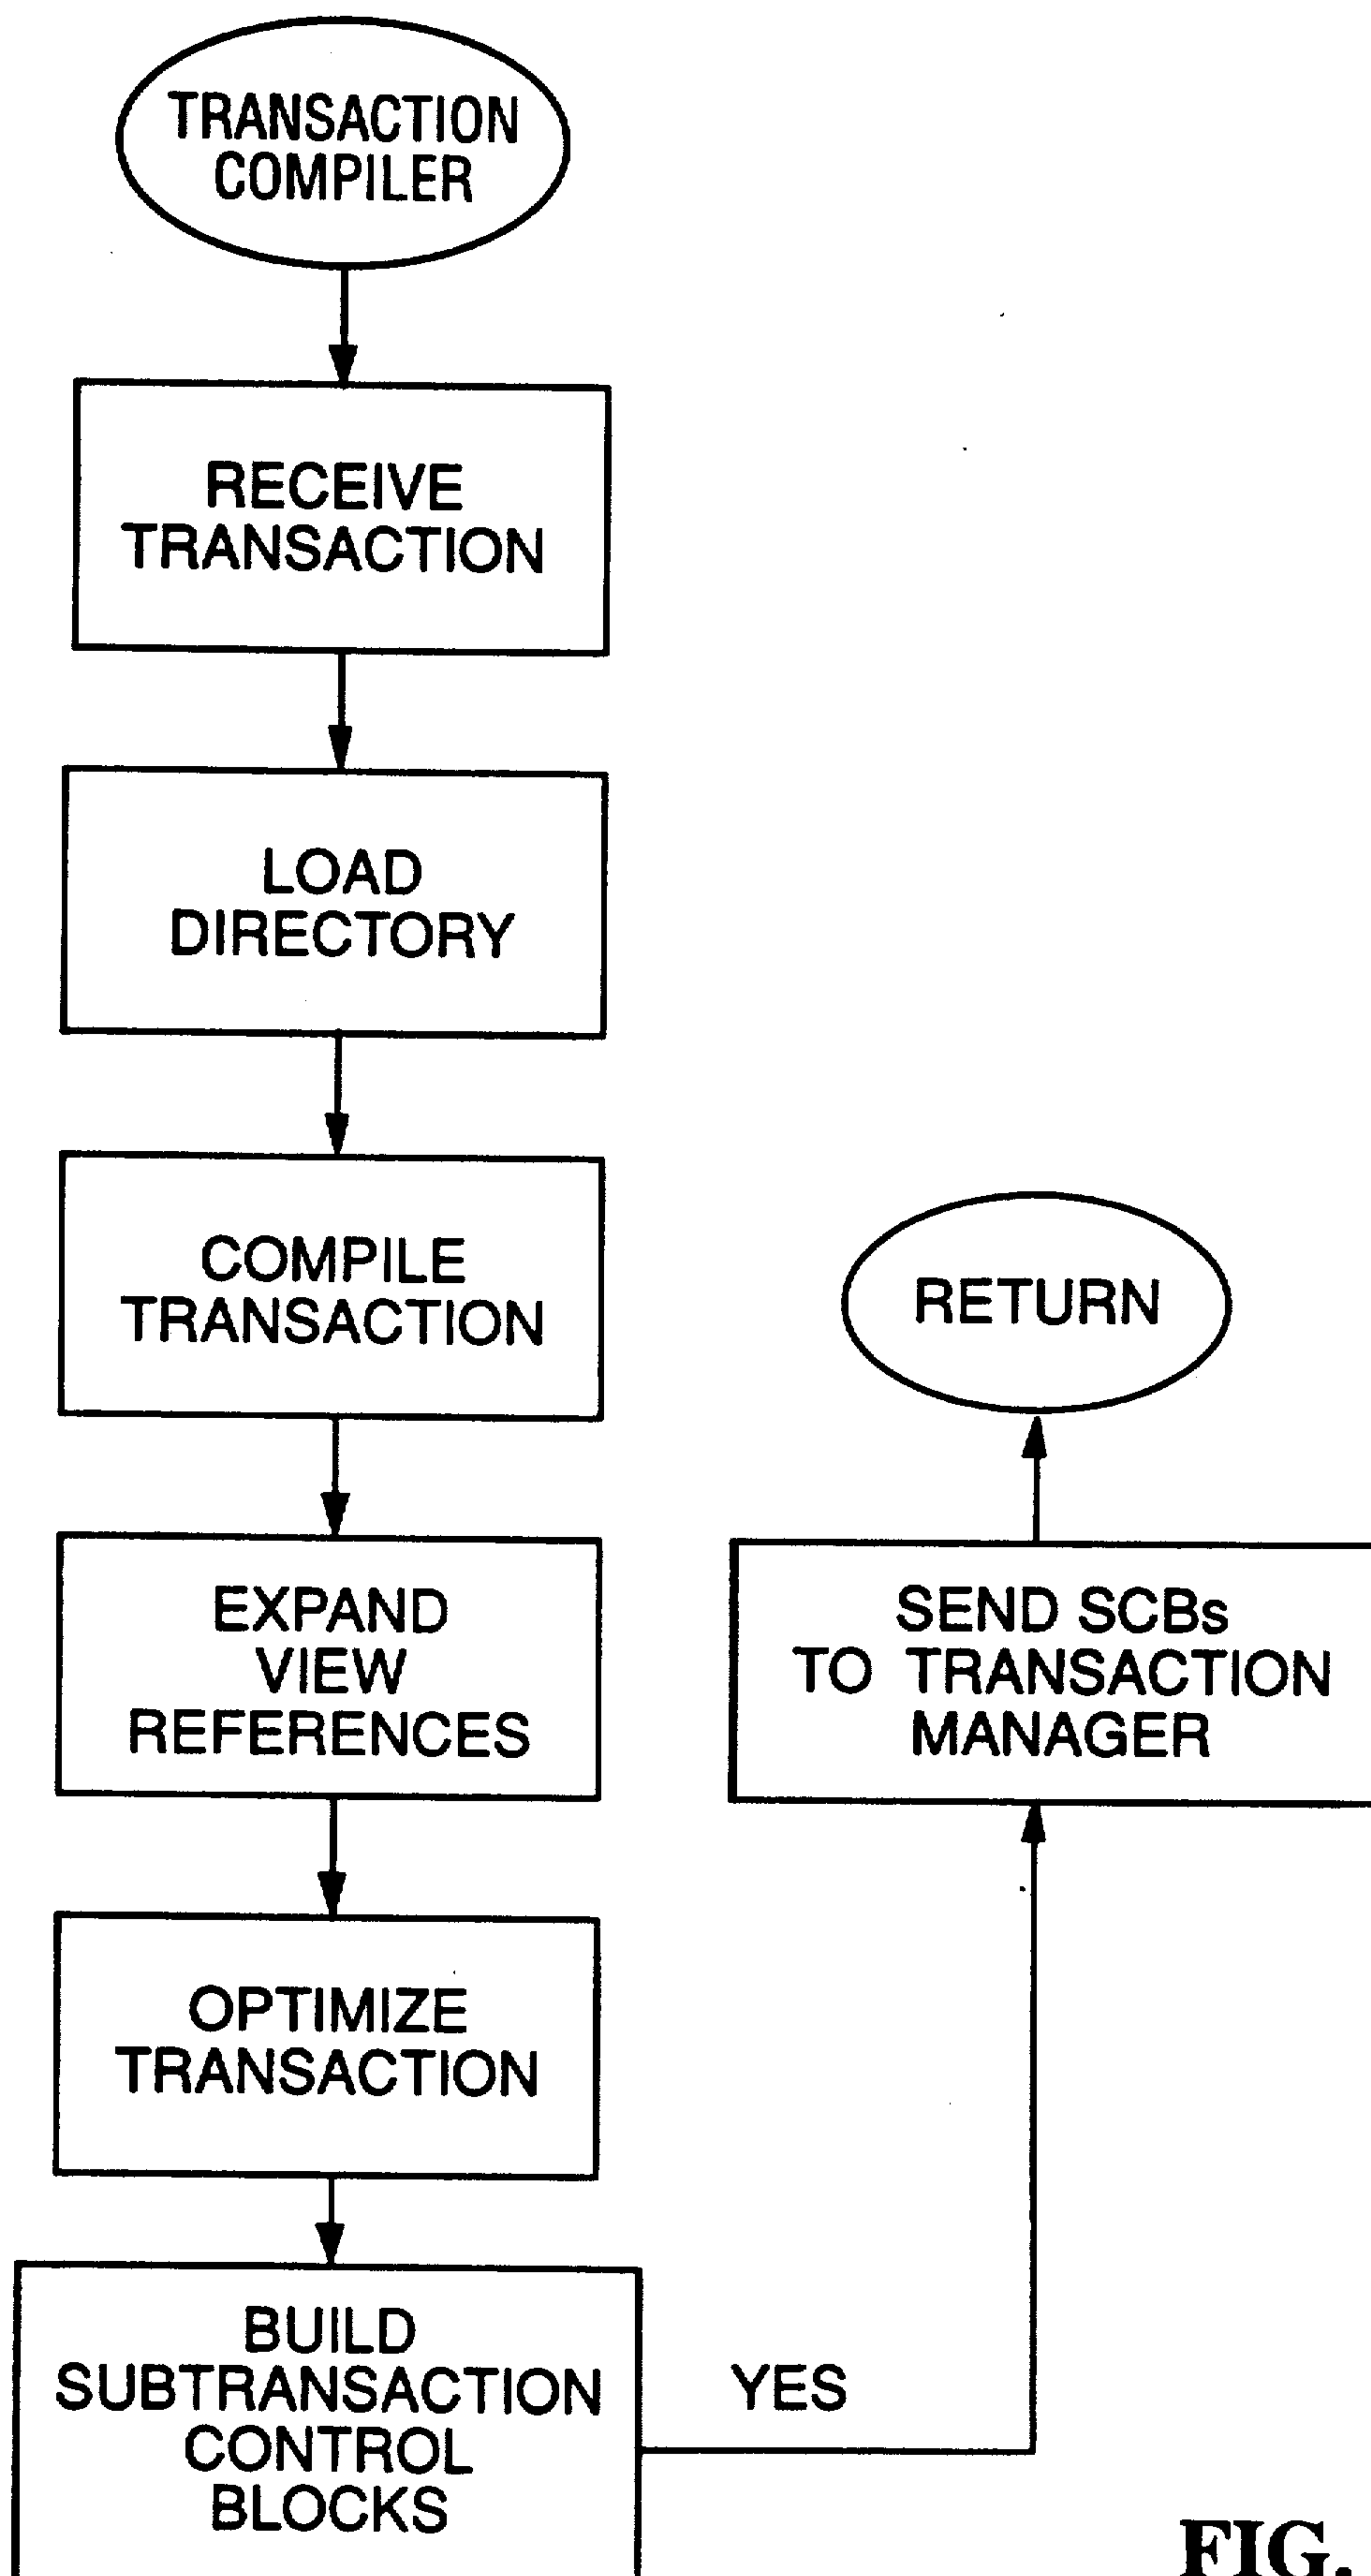 TRANSACTION
COMPILER
RECEIVE
TRANSACTION
LOAD
DIRECTORY
COMPILE
TRANSACTION
EXPAND
VIEW
REFERENCES
OPTIMIZE
TRANSACTION
BUILD
SUBTRANSACTION
CONTROL
BLOCKS
YES
SEND SCBs
TO TRANSACTION
MANAGER
RETURN
FIG.